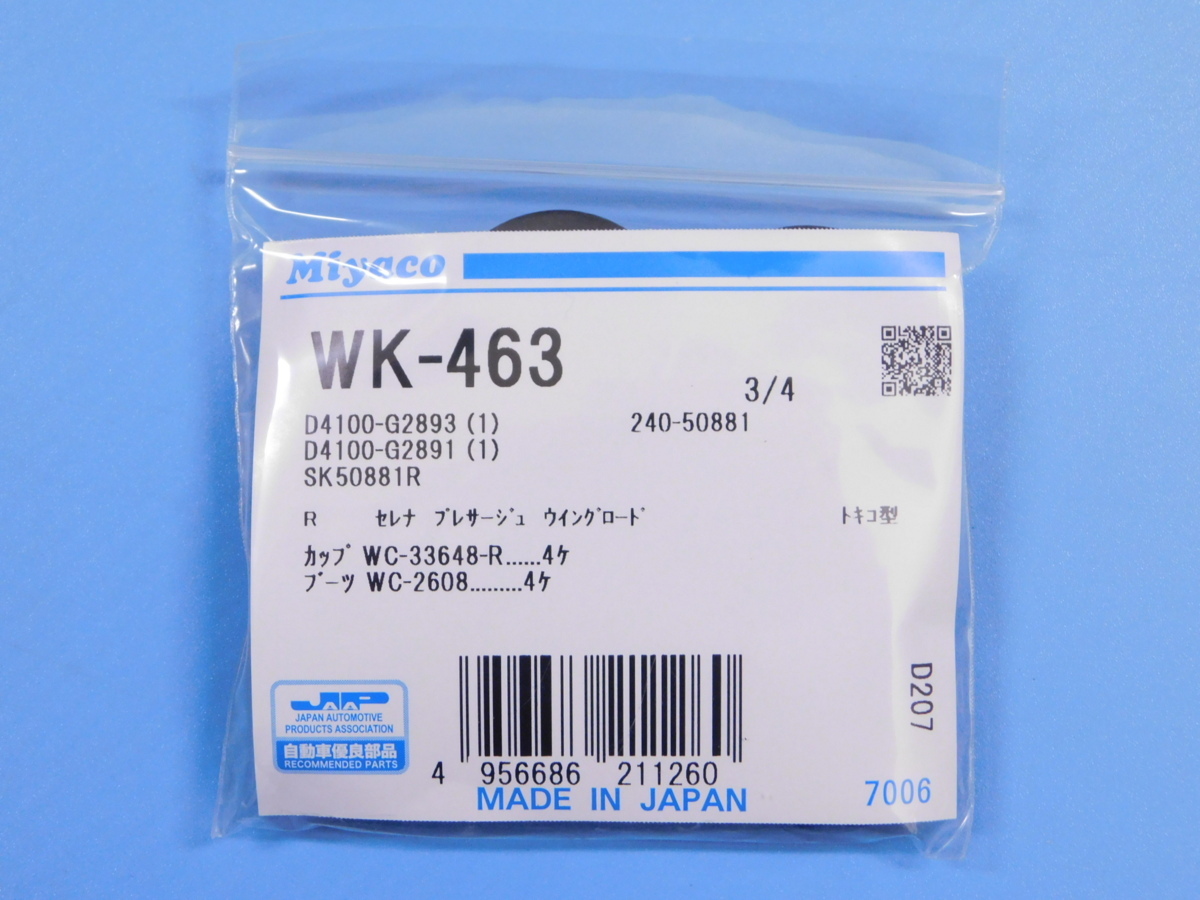 Miyaco
WK-463
3/4
D4100-G2893 (1) 240-50881
D4100-G2891 (1)
SK50881R
R ｾﾚﾅ ﾌﾟﾚｻｰｼﾞｭ ｳｲﾝｸﾞﾛｰﾄﾞ ﾄｷｺ型
ｶｯﾌﾟ WC-33648-R......4ｹ
ﾌﾞｰﾂ WC-2608.........4ｹ
D207
JAAP
JAPAN AUTOMOTIVE
PRODUCTS ASSOCIATION
自動車優良部品
RECOMMENDED PARTS
4 956686 211260
MADE IN JAPAN
7006